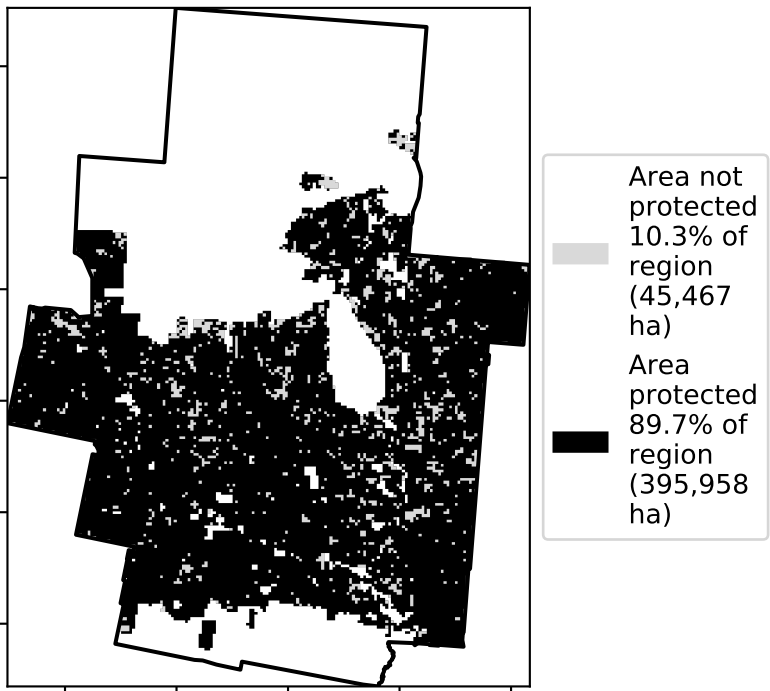 Area not
protected
10.3% of
region
(45,467
ha)
Area
protected
89.7% of
region
(395,958
ha)